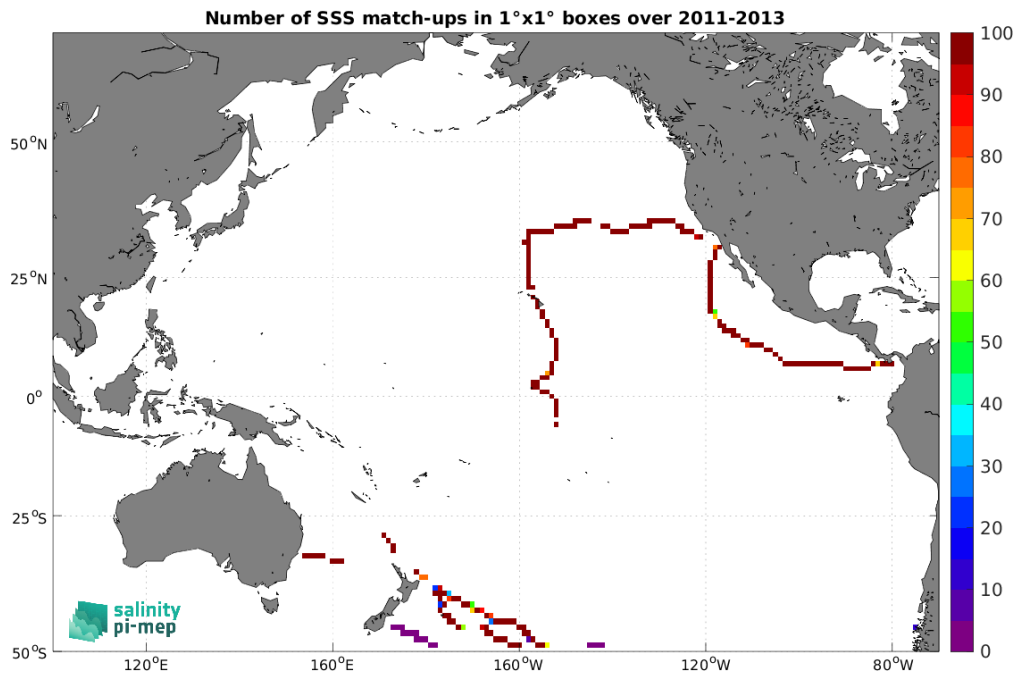 Number of SSS match-ups in 1°x1° boxes over 2011-2013
100
90
80
70
60
50
40
30
20
10
0
50°N
25°N
0°
25°S
50°S
120°E
160°E
160°W
120°W
80°W
salinity
pi-mep